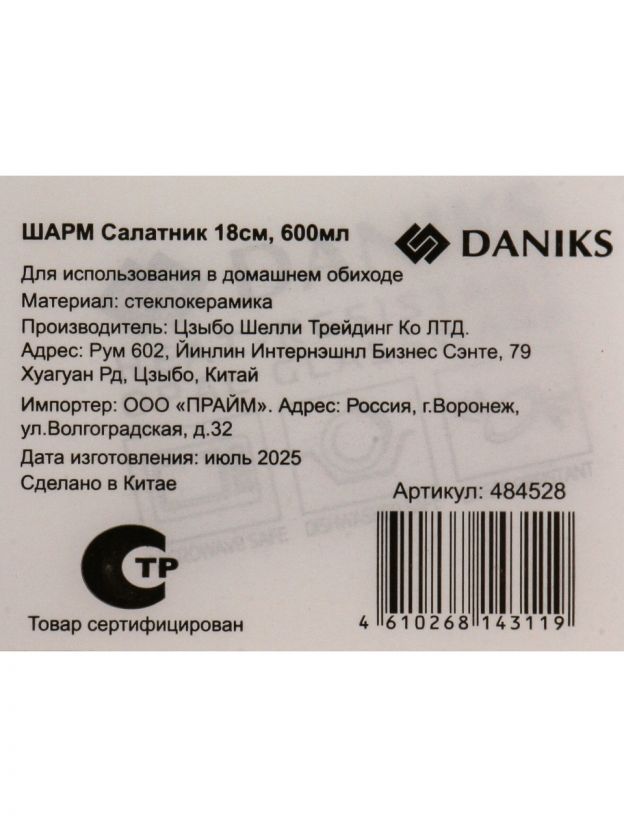 ШАРМ Салатник 18см, 600мл
DANIKS
Для использования в домашнем обиходе
Материал: стеклокерамика
Производитель: Цзыбо Шелли Трейдинг Ко ЛТД.
Адрес: Рум 602, Йинлин Интернэшнл Бизнес Сэнте, 79
Хуагуан Рд, Цзыбо, Китай
Импортер: ООО «ПРАЙМ». Адрес: Россия, г.Воронеж,
ул.Волгоградская, д.32
Дата изготовления: июль 2025
Сделано в Китае
Артикул: 484528
СТР
Товар сертифицирован
4 610268 143119